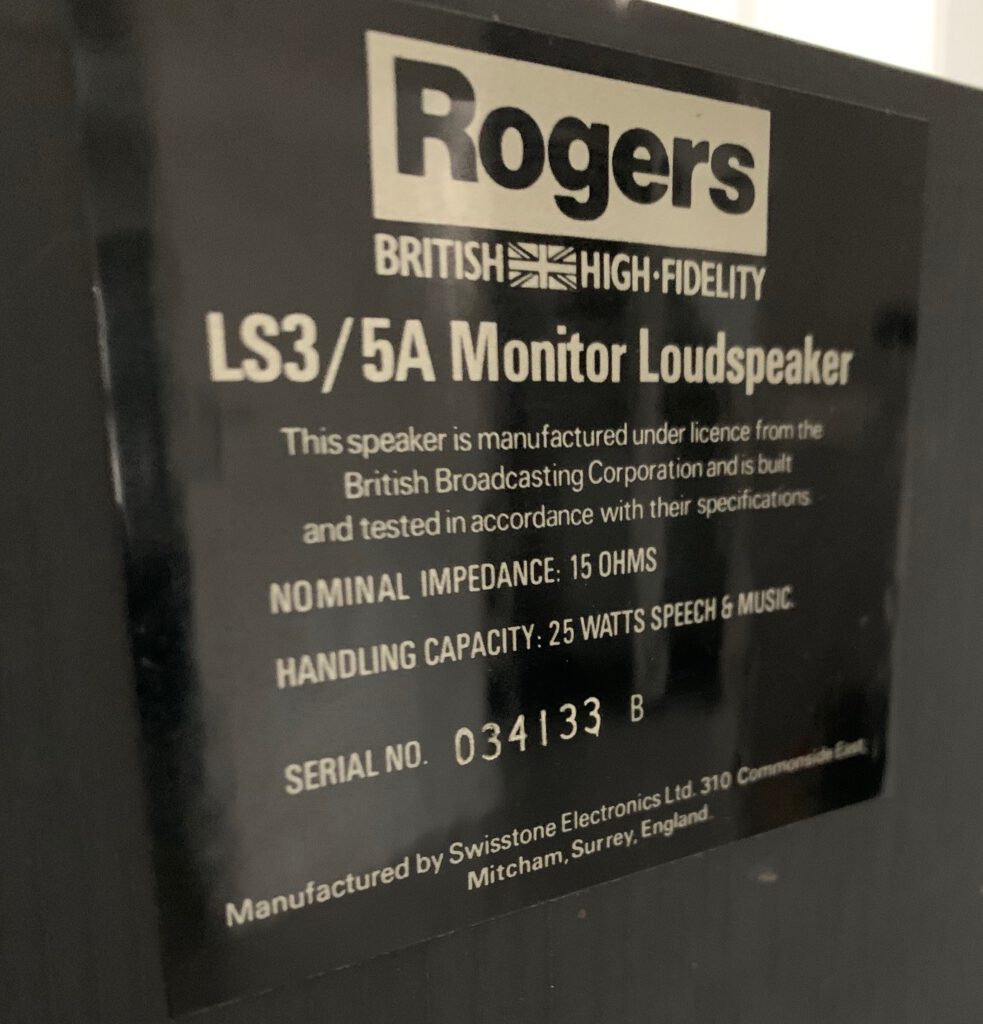 Rogers
BRITISH HIGH·FIDELITY
LS3/5A Monitor Loudspeaker
This speaker is manufactured under licence from the
British Broadcasting Corporation and is built
and tested in accordance with their specifications.
NOMINAL IMPEDANCE: 15 OHMS
HANDLING CAPACITY: 25 WATTS SPEECH & MUSIC.
SERIAL NO. 034133 B
Manufactured by Swisstone Electronics Ltd. 310 Commonside East,
Mitcham, Surrey, England.